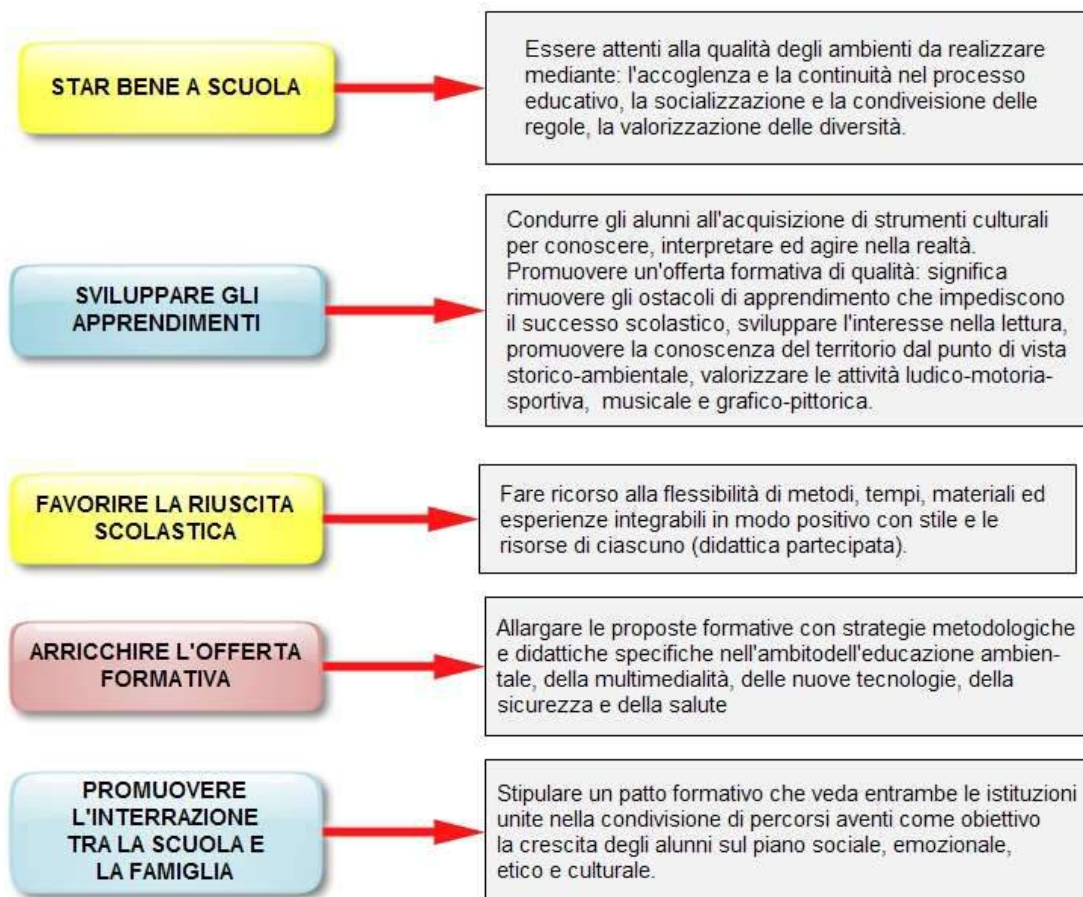 STAR BENE A SCUOLA
Essere attenti alla qualità degli ambienti da realizzare
mediante: l'accoglenza e la continuità nel processo
educativo, la socializzazione e la condiveisione delle
regole, la valorizzazione delle diversità.
SVILUPPARE GLI
APPRENDIMENTI
Condurre gli alunni all'acquisizione di strumenti culturali
per conoscere, interpretare ed agire nella realtà.
Promuovere un'offerta formativa di qualità: significa
rimuovere gli ostacoli di apprendimento che impediscono
il successo scolastico, sviluppare l'interesse nella lettura,
promuovere la conoscenza del territorio dal punto di vista
storico-ambientale, valorizzare le attività ludico-motoria-
sportiva, musicale e grafico-pittorica.
FAVORIRE LA RIUSCITA
SCOLASTICA
Fare ricorso alla flessibilità di metodi, tempi, materiali ed
esperienze integrabili in modo positivo con stile e le
risorse di ciascuno (didattica partecipata).
ARRICCHIRE L'OFFERTA
FORMATIVA
Allargare le proposte formative con strategie metodologiche
e didattiche specifiche nell'ambitodell'educazione ambien-
tale, della multimedialità, delle nuove tecnologie, della
sicurezza e della salute
PROMUOVERE
L'INTERRAZIONE
TRA LA SCUOLA E
LA FAMIGLIA
Stipulare un patto formativo che veda entrambe le istituzioni
unite nella condivisione di percorsi aventi come obiettivo
la crescita degli alunni sul piano sociale, emozionale,
etico e culturale.